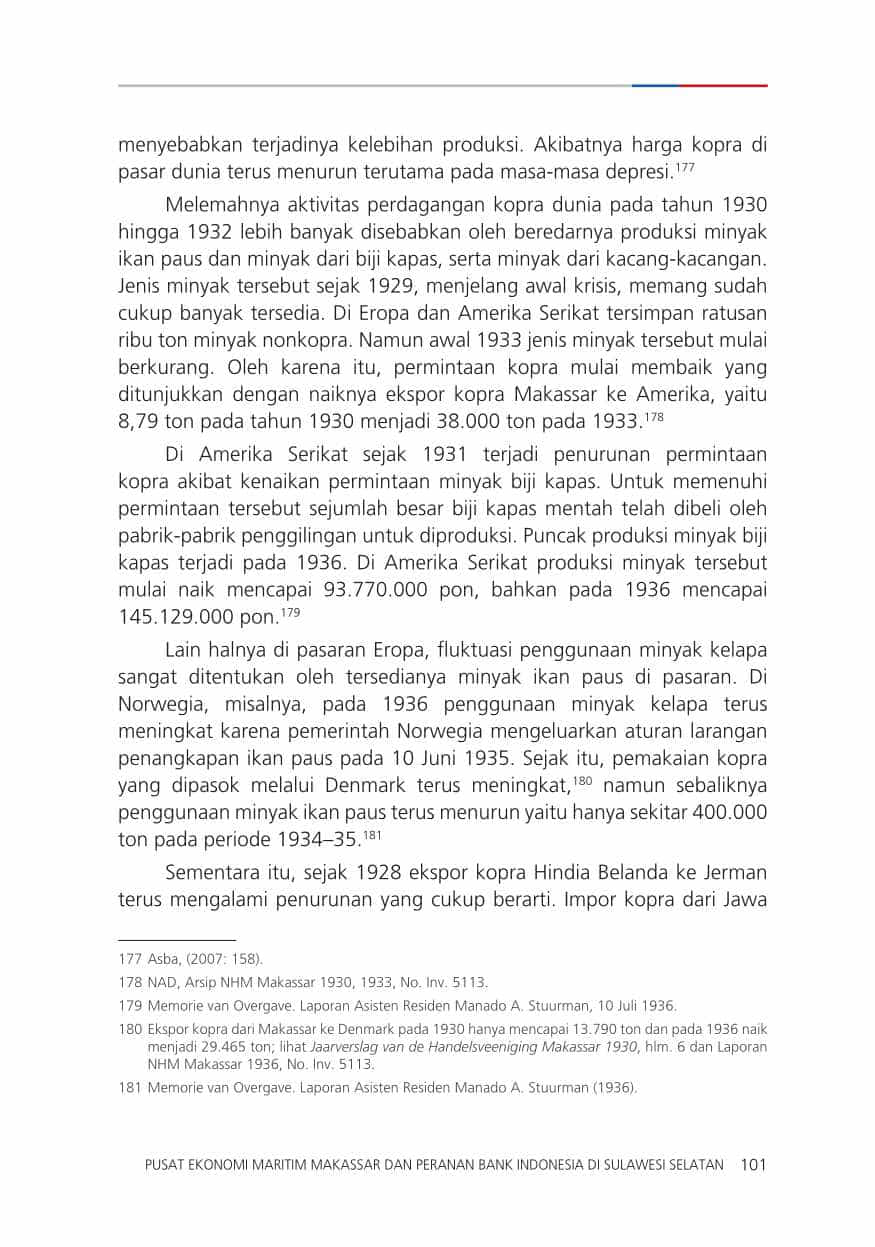 menyebabkan terjadinya kelebihan produksi. Akibatnya harga kopra di
pasar dunia terus menurun terutama pada masa-masa depresi.177
Melemahnya aktivitas perdagangan kopra dunia pada tahun 1930
hingga 1932 lebih banyak disebabkan oleh beredarnya produksi minyak
ikan paus dan minyak dari biji kapas, serta minyak dari kacang-kacangan.
Jenis minyak tersebut sejak 1929, menjelang awal krisis, memang sudah
cukup banyak tersedia. Di Eropa dan Amerika Serikat tersimpan ratusan
ribu ton minyak nonkopra. Namun awal 1933 jenis minyak tersebut mulai
berkurang. Oleh karena itu, permintaan kopra mulai membaik yang
ditunjukkan dengan naiknya ekspor kopra Makassar ke Amerika, yaitu
8,79 ton pada tahun 1930 menjadi 38.000 ton pada 1933.178
Di Amerika Serikat sejak 1931 terjadi penurunan permintaan
kopra akibat kenaikan permintaan minyak biji kapas. Untuk memenuhi
permintaan tersebut sejumlah besar biji kapas mentah telah dibeli oleh
pabrik-pabrik penggilingan untuk diproduksi. Puncak produksi minyak biji
kapas terjadi pada 1936. Di Amerika Serikat produksi minyak tersebut
mulai naik mencapai 93.770.000 pon, bahkan pada 1936 mencapai
145.129.000 pon.179
Lain halnya di pasaran Eropa, fluktuasi penggunaan minyak kelapa
sangat ditentukan oleh tersedianya minyak ikan paus di pasaran. Di
Norwegia, misalnya, pada 1936 penggunaan minyak kelapa terus
meningkat karena pemerintah Norwegia mengeluarkan aturan larangan
penangkapan ikan paus pada 10 Juni 1935. Sejak itu, pemakaian kopra
yang dipasok melalui Denmark terus meningkat,180 namun sebaliknya
penggunaan minyak ikan paus terus menurun yaitu hanya sekitar 400.000
ton pada periode 1934–35.181
Sementara itu, sejak 1928 ekspor kopra Hindia Belanda ke Jerman
terus mengalami penurunan yang cukup berarti. Impor kopra dari Jawa
177 Asba, (2007: 158).
178 NAD, Arsip NHM Makassar 1930, 1933, No. Inv. 5113.
179 Memorie van Overgave. Laporan Asisten Residen Manado A. Stuurman, 10 Juli 1936.
180 Ekspor kopra dari Makassar ke Denmark pada 1930 hanya mencapai 13.790 ton dan pada 1936 naik
menjadi 29.465 ton; lihat Jaarverslag van de Handelsveeniging Makassar 1930, hlm. 6 dan Laporan
NHM Makassar 1936, No. Inv. 5113.
181 Memorie van Overgave. Laporan Asisten Residen Manado A. Stuurman (1936).
PUSAT EKONOMI MARITIM MAKASSAR DAN PERANAN BANK INDONESIA DI SULAWESI SELATAN 101